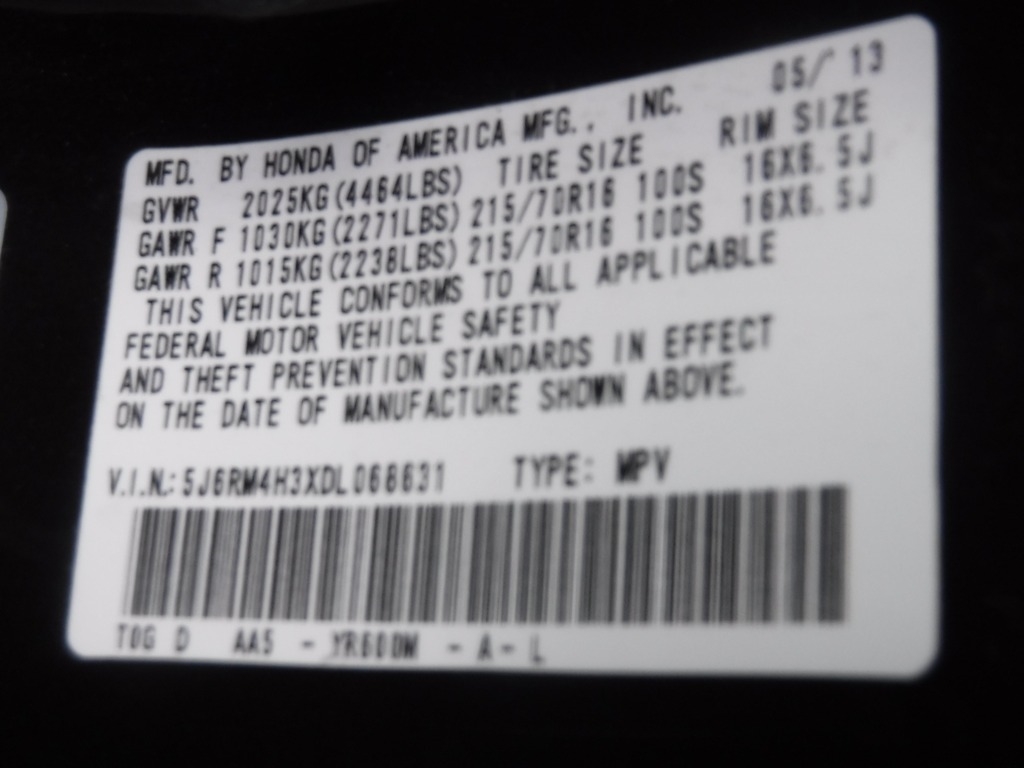 05/ 13
MFD. BY HONDA OF AMERICA MFG., INC.
GVWR 2025KG(4464LBS) TIRE SIZE RIM SIZE
GAWR F 1030KG(2271LBS) 215/70R16 100S 16X6.5J
GAWR R 1015KG(2238LBS) 215/70R16 100S 16X6.5J
THIS VEHICLE CONFORMS TO ALL APPLICABLE
FEDERAL MOTOR VEHICLE SAFETY
AND THEFT PREVENTION STANDARDS IN EFFECT
ON THE DATE OF MANUFACTURE SHOWN ABOVE.
V.I.N.: 5J6RM4H3XDL068631 TYPE: MPV
T0G D AA5 - YR600M - A - L